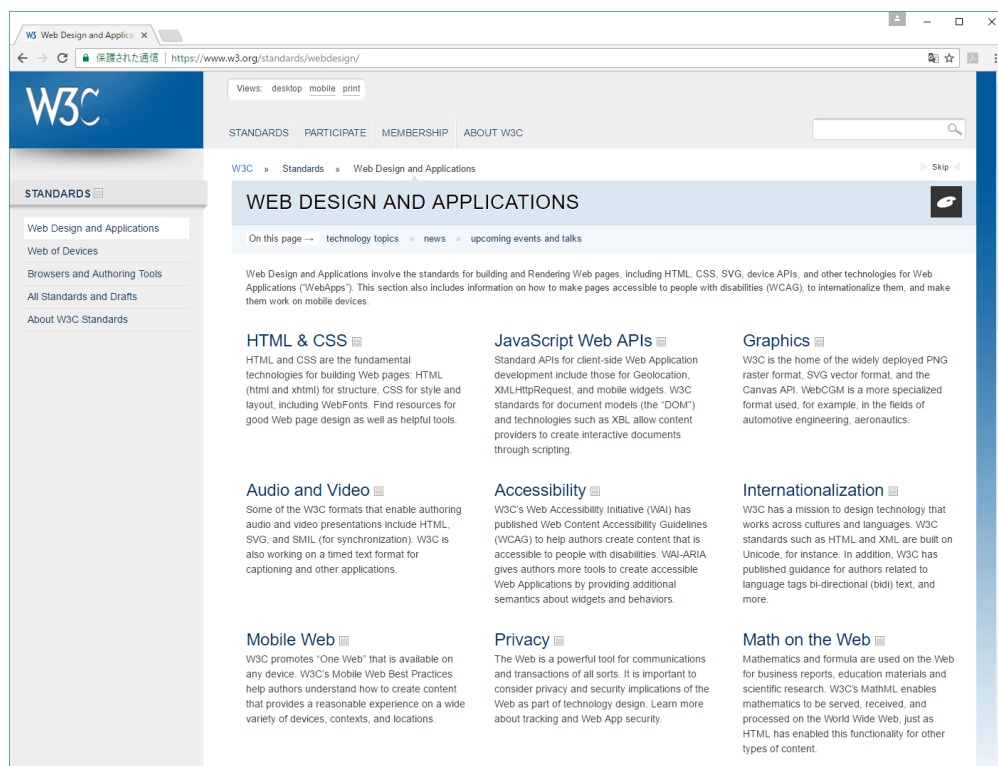 W3 Web Design and Applicat
保護された通信 | https://www.w3.org/standards/webdesign/
W3C
Views: desktop mobile print
STANDARDS PARTICIPATE MEMBERSHIP ABOUT W3C
W3C » Standards » Web Design and Applications
Skip
STANDARDS
Web Design and Applications
Web of Devices
Browsers and Authoring Tools
All Standards and Drafts
About W3C Standards
WEB DESIGN AND APPLICATIONS
On this page → technology topics • news • upcoming events and talks
Web Design and Applications involve the standards for building and Rendering Web pages, including HTML, CSS, SVG, device APIs, and other technologies for Web
Applications (“WebApps”). This section also includes information on how to make pages accessible to people with disabilities (WCAG), to internationalize them, and make
them work on mobile devices.
HTML & CSS
HTML and CSS are the fundamental
technologies for building Web pages: HTML
(html and xhtml) for structure, CSS for style and
layout, including WebFonts. Find resources for
good Web page design as well as helpful tools.
JavaScript Web APIs
Standard APIs for client-side Web Application
development include those for Geolocation,
XMLHttpRequest, and mobile widgets. W3C
standards for document models (the “DOM”)
and technologies such as XBL allow content
providers to create interactive documents
through scripting.
Graphics
W3C is the home of the widely deployed PNG
raster format, SVG vector format, and the
Canvas API. WebCGM is a more specialized
format used, for example, in the fields of
automotive engineering, aeronautics.
Audio and Video
Some of the W3C formats that enable authoring
audio and video presentations include HTML,
SVG, and SMIL (for synchronization). W3C is
also working on a timed text format for
captioning and other applications.
Accessibility
W3C’s Web Accessibility Initiative (WAI) has
published Web Content Accessibility Guidelines
(WCAG) to help authors create content that is
accessible to people with disabilities. WAI-ARIA
gives authors more tools to create accessible
Web Applications by providing additional
semantics about widgets and behaviors.
Internationalization
W3C has a mission to design technology that
works across cultures and languages. W3C
standards such as HTML and XML are built on
Unicode, for instance. In addition, W3C has
published guidance for authors related to
language tags bi-directional (bidi) text, and
more.
Mobile Web
W3C promotes “One Web” that is available on
any device. W3C’s Mobile Web Best Practices
help authors understand how to create content
that provides a reasonable experience on a wide
variety of devices, contexts, and locations.
Privacy
The Web is a powerful tool for communications
and transactions of all sorts. It is important to
consider privacy and security implications of the
Web as part of technology design. Learn more
about tracking and Web App security.
Math on the Web
Mathematics and formula are used on the Web
for business reports, education materials and
scientific research. W3C’s MathML enables
mathematics to be served, received, and
processed on the World Wide Web, just as
HTML has enabled this functionality for other
types of content.